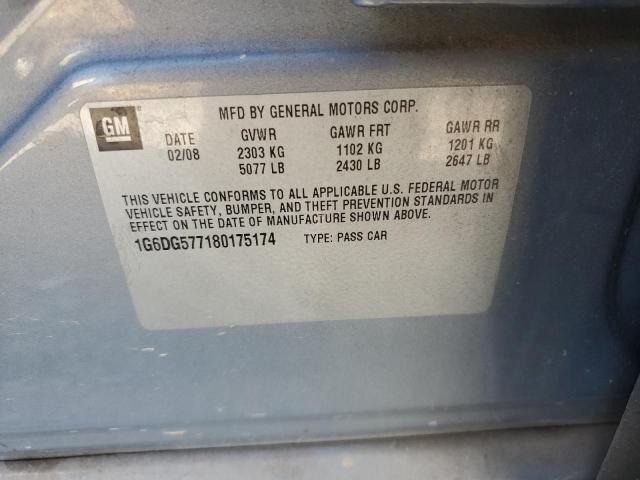 GM
MFD BY GENERAL MOTORS CORP.
DATE GVWR GAWR FRT GAWR RR
02/08 2303 KG 1102 KG 1201 KG
5077 LB 2430 LB 2647 LB
THIS VEHICLE CONFORMS TO ALL APPLICABLE U.S. FEDERAL MOTOR
VEHICLE SAFETY, BUMPER, AND THEFT PREVENTION STANDARDS IN
EFFECT ON THE DATE OF MANUFACTURE SHOWN ABOVE.
1G6DG577180175174 TYPE: PASS CAR